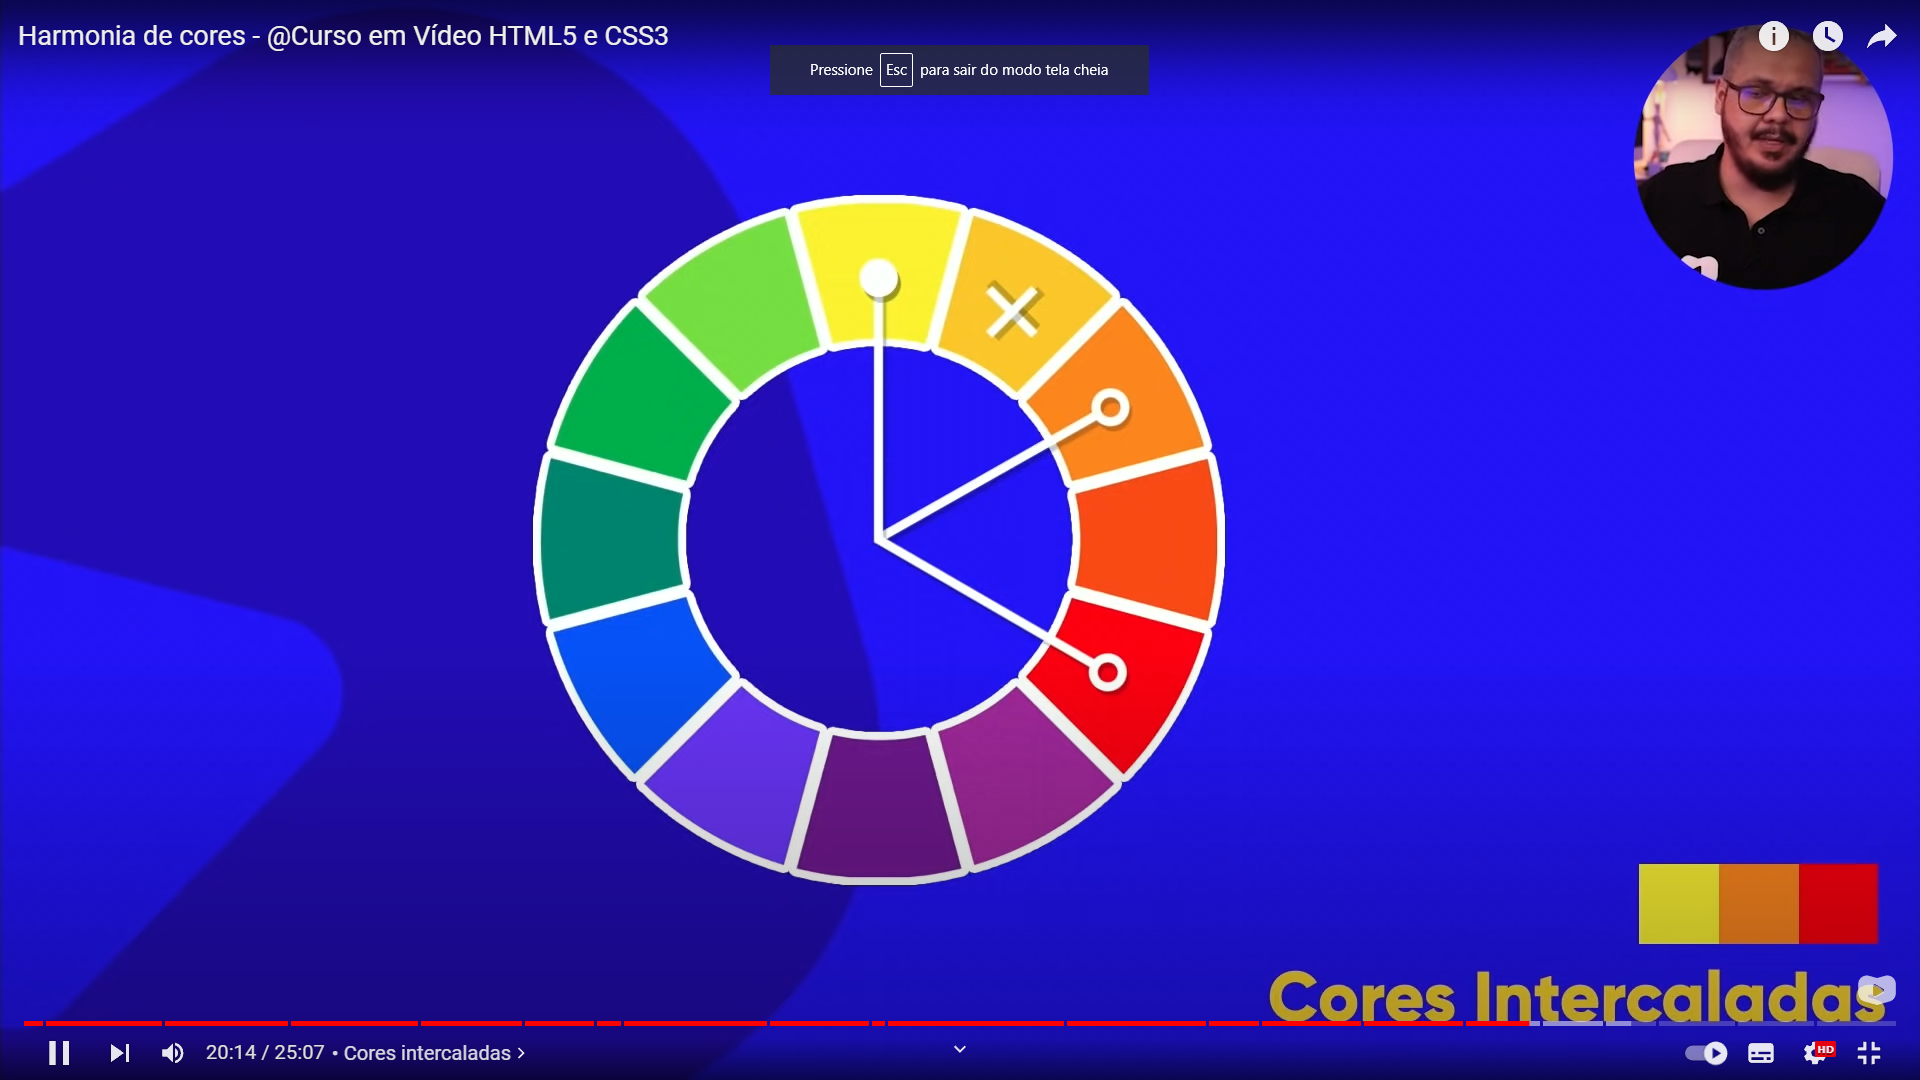 Harmonia de cores - @Curso em Vídeo HTML5 e CSS3
Pressione Esc para sair do modo tela cheia
Cores Intercaladas
20:14 / 25:07 • Cores intercaladas
HD